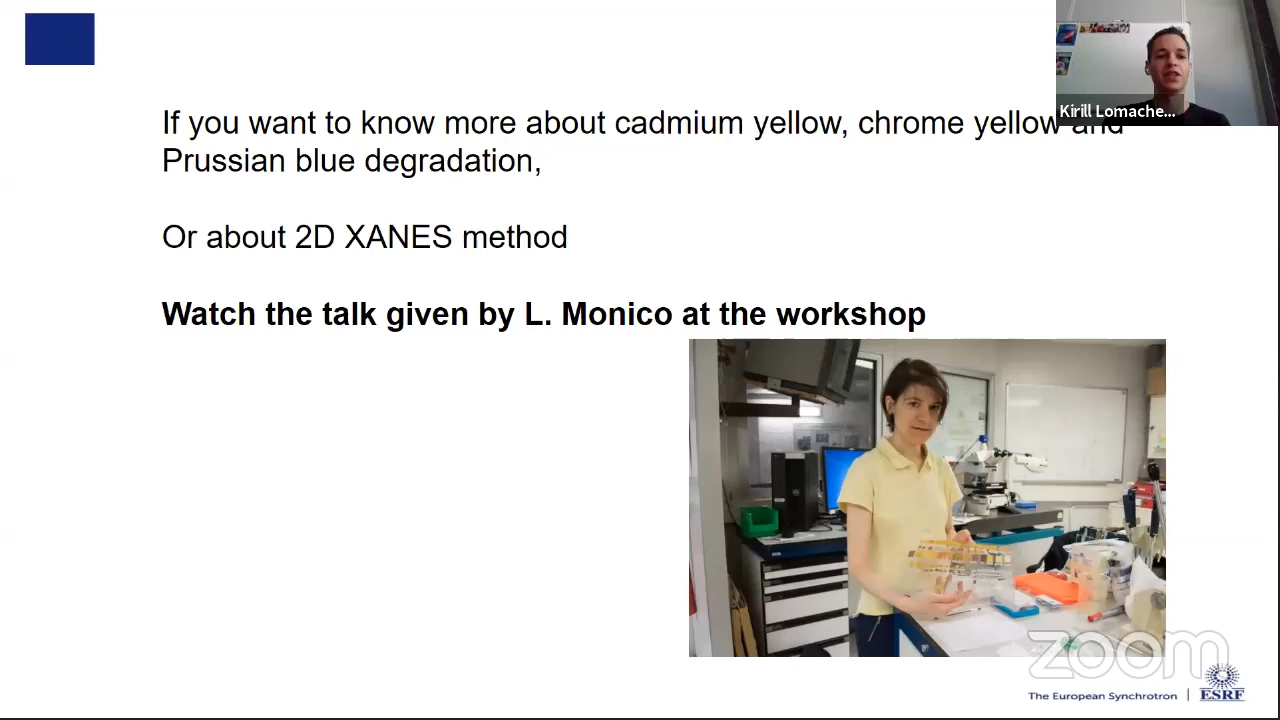 If you want to know more about cadmium yellow, chrome yellow and
Prussian blue degradation,
Or about 2D XANES method
Watch the talk given by L. Monico at the workshop
Kirill Lomache...
zoom
The European Synchrotron | ESRF